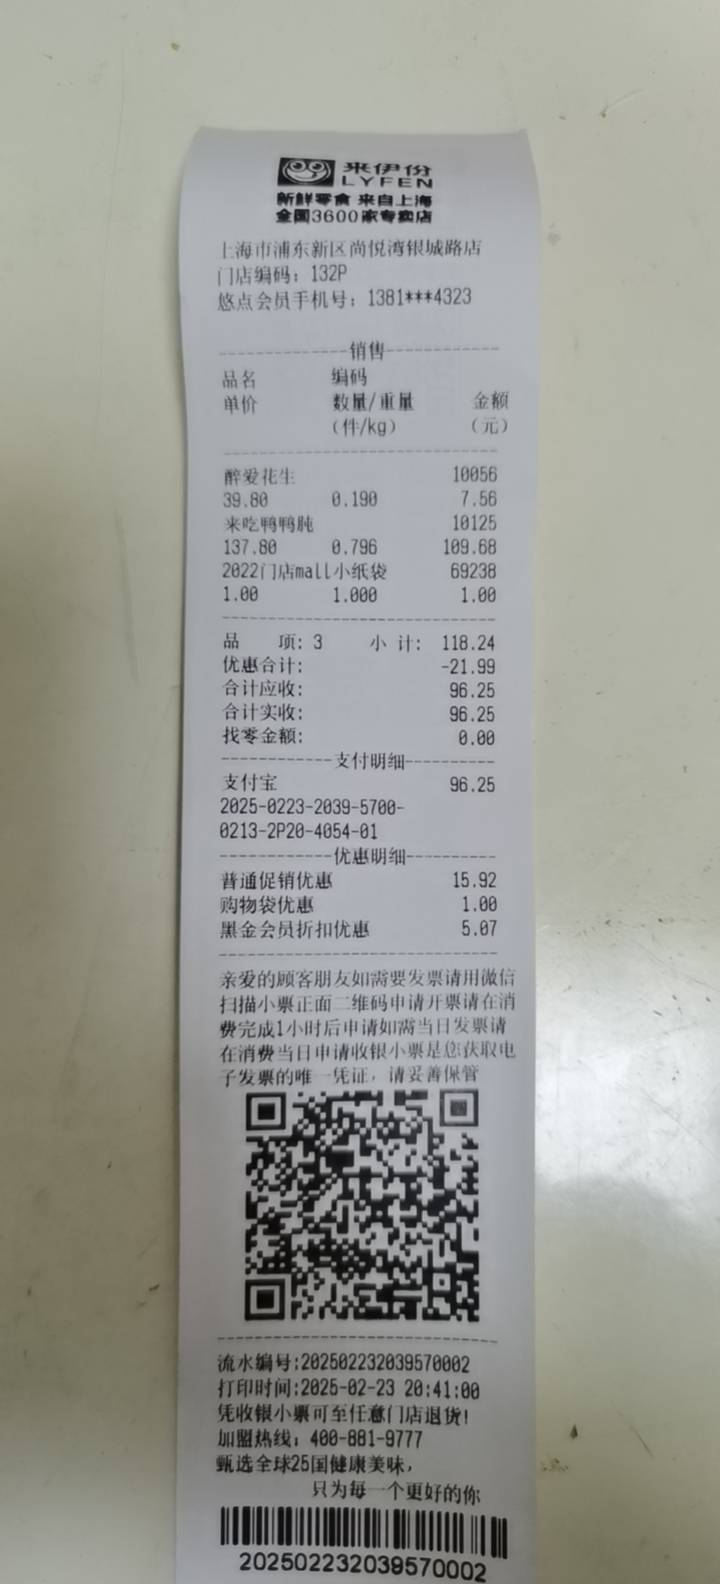 来伊份
LYFEN
新鲜零食 来自上海
全国3600家专卖店
上海市浦东新区尚悦湾银城路店
门店编码：132P
悠点会员手机号：1381***4323
--------------销售-------------
品名 编码
单价 数量/重量 金额
（件/kg） （元）
醉爱花生 10056
39.80 0.190 7.56
来吃鸭鸭肫 10125
137.80 0.796 109.68
2022门店mall小纸袋 69238
1.00 1.000 1.00
品 项: 3 小 计: 118.24
优惠合计: -21.99
合计应收: 96.25
合计实收: 96.25
找零金额: 0.00
------------支付明细----------
支付宝 96.25
2025-0223-2039-5700-
0213-2P20-4054-01
------------优惠明细----------
普通促销优惠 15.92
购物袋优惠 1.00
黑金会员折扣优惠 5.07
亲爱的顾客朋友如需要发票请用微信
扫描小票正面二维码申请开票请在消
费完成1小时后申请如需当日发票请
在消费当日申请收银小票是您获取电
子发票的唯一凭证，请妥善保管
流水编号:202502232039570002
打印时间:2025-02-23 20:41:00
凭收银小票可至任意门店退货!
加盟热线：400-881-9777
甄选全球25国健康美味，
只为每一个更好的你
202502232039570002